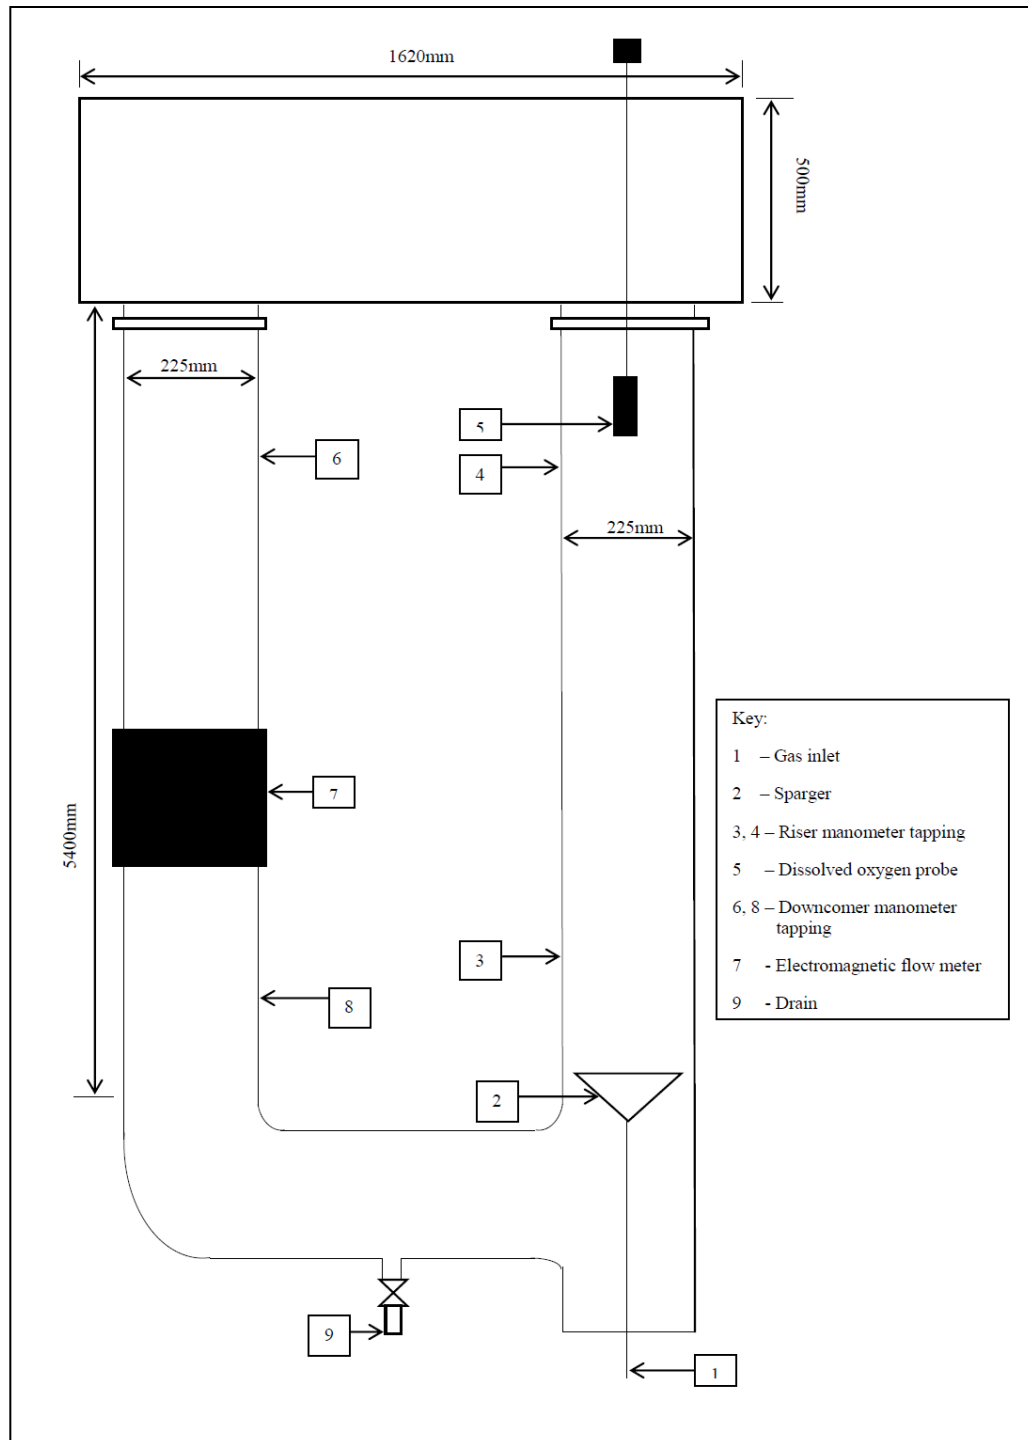 1620mm
500mm
225mm
6
5
4
225mm
7
5400mm
3
8
2
9
1
Key:
1 – Gas inlet
2 – Sparger
3, 4 – Riser manometer tapping
5 – Dissolved oxygen probe
6, 8 – Downcomer manometer
tapping
7 - Electromagnetic flow meter
9 - Drain